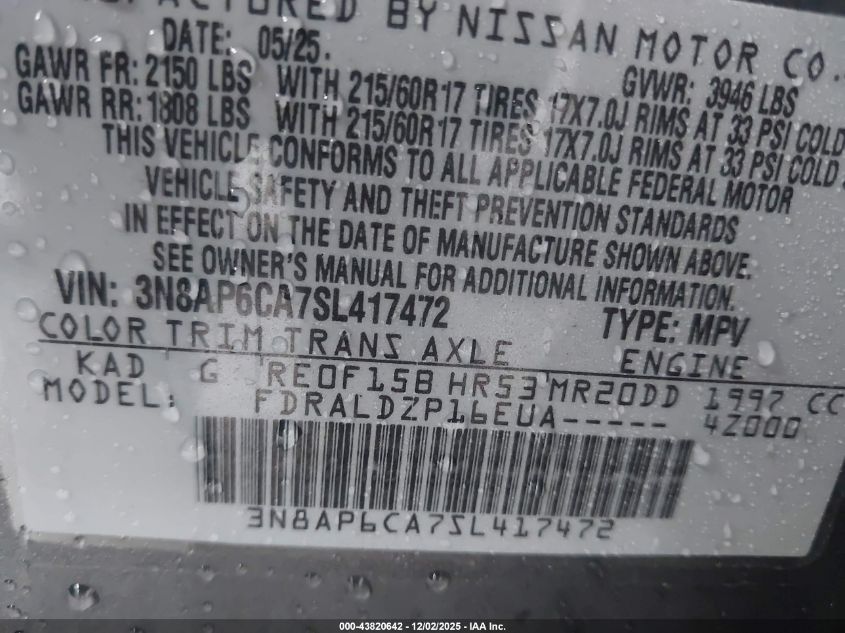 BY NISSAN MOTOR CO.
DATE: 05/25.
GVWR: 3946 LBS
GAWR FR: 2150 LBS WITH 215/60R17 TIRES 17X7.0J RIMS AT 33 PSI COLD
GAWR RR: 1808 LBS WITH 215/60R17 TIRES 17X7.0J RIMS AT 33 PSI COLD
THIS VEHICLE CONFORMS TO ALL APPLICABLE FEDERAL MOTOR
VEHICLE SAFETY AND THEFT PREVENTION STANDARDS
IN EFFECT ON THE DATE OF MANUFACTURE SHOWN ABOVE.
SEE OWNER'S MANUAL FOR ADDITIONAL INFORMATION.
VIN: 3N8AP6CA7SL417472 TYPE: MPV
COLOR TRIM TRANS AXLE ENGINE
KAD G RE0F15B HR53 MR20DD 1997 CC
MODEL: FDRALDZP16EUA----- 4Z000
3N8AP6CA7SL417472
000-43820642 - 12/02/2025 - IAA Inc.